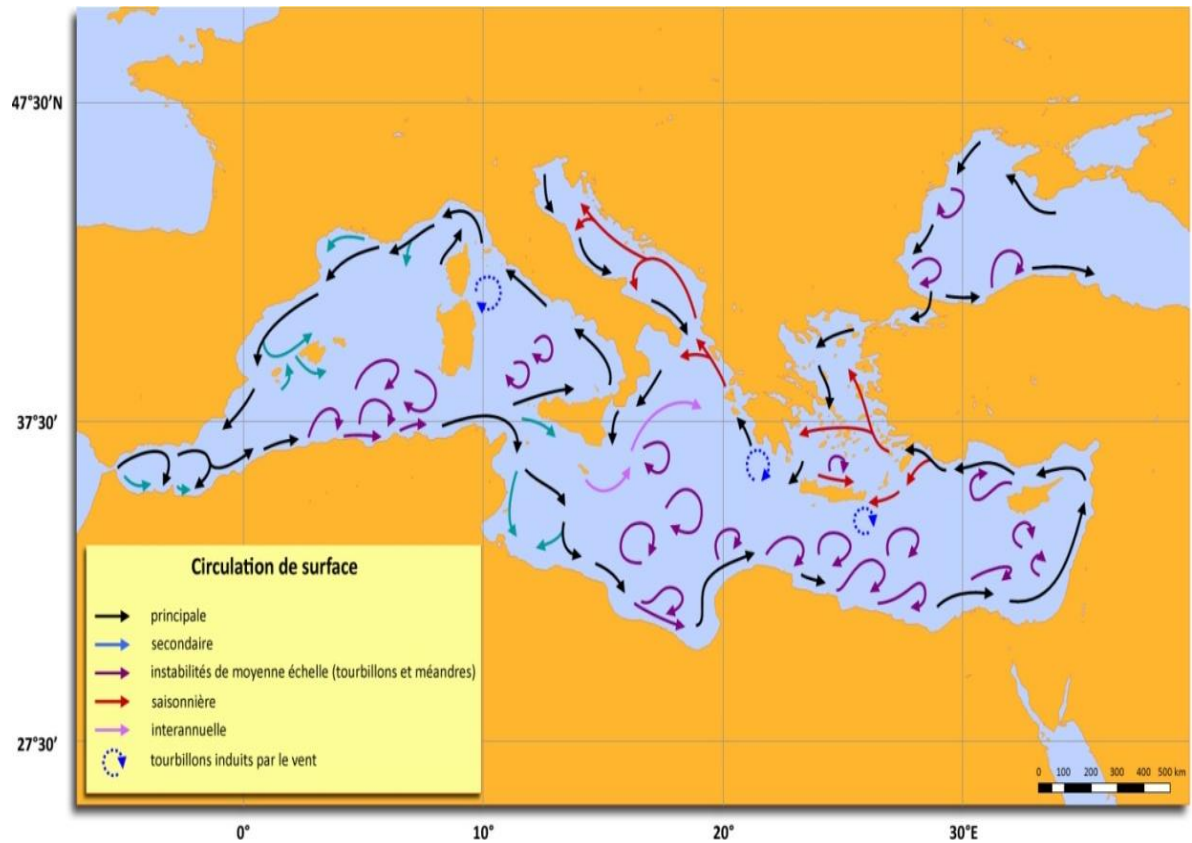 47°30’N
37°30’
27°30’
Circulation de surface
principale
secondaire
instabilités de moyenne échelle (tourbillons et méandres)
saisonnière
interannuelle
tourbillons induits par le vent
0 100 200 300 400 500 km
0° 10° 20° 30°E